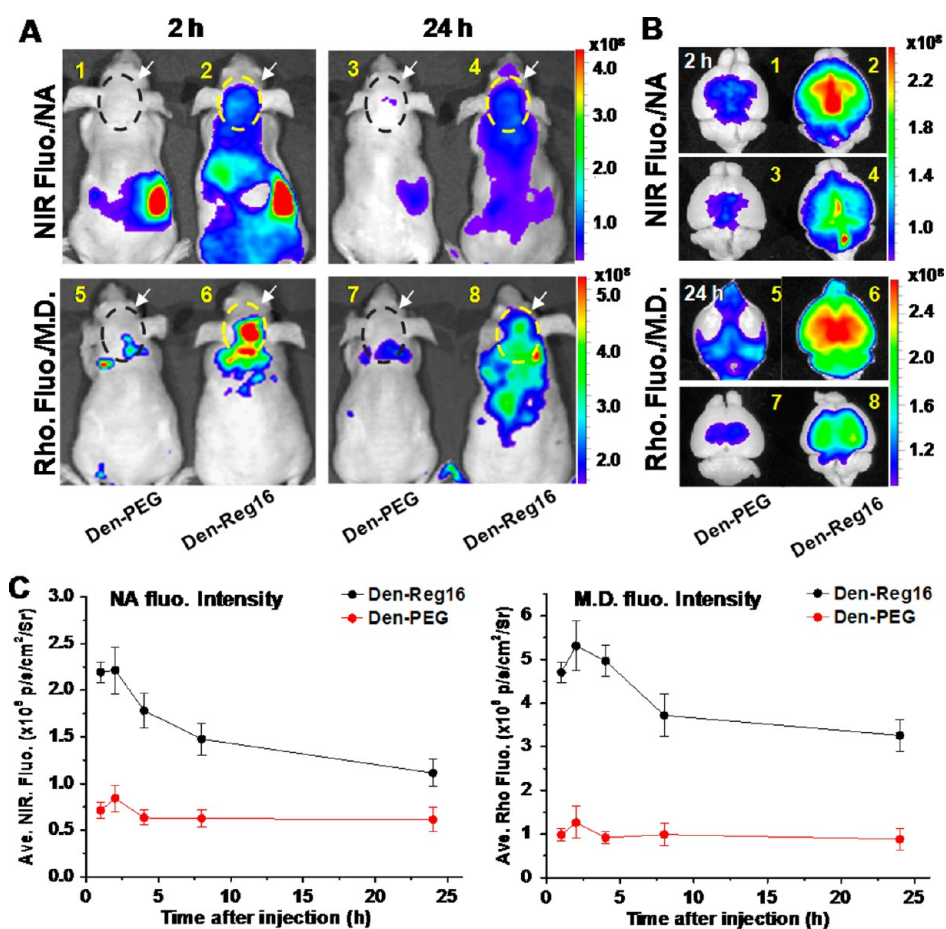 A
2 h
24 h
B
NIR Fluo./NA
1
2
3
4
x10⁸
4.0
3.0
2.0
1.0
Rho. Fluo./M.D.
5
6
7
8
x10⁸
5.0
4.0
3.0
2.0
Den-PEG
Den-Reg16
Den-PEG
Den-Reg16
NIR Fluo./NA
2 h
1
2
3
4
x10⁸
2.2
1.8
1.4
1.0
Rho. Fluo./M.D.
24 h
5
6
7
8
x10⁸
2.4
2.0
1.6
1.2
Den-PEG
Den-Reg16
C
NA fluo. Intensity
Den-Reg16
Den-PEG
Ave. NIR. Fluo. (x10⁸ p/s/cm²/Sr)
3.0
2.5
2.0
1.5
1.0
0.5
0.0
0 5 10 15 20 25
Time after injection (h)
M.D. fluo. Intensity
Den-Reg16
Den-PEG
Ave. Rho Fluo. (x10⁸ p/s/cm²/Sr)
6
5
4
3
2
1
0
0 5 10 15 20 25
Time after injection (h)